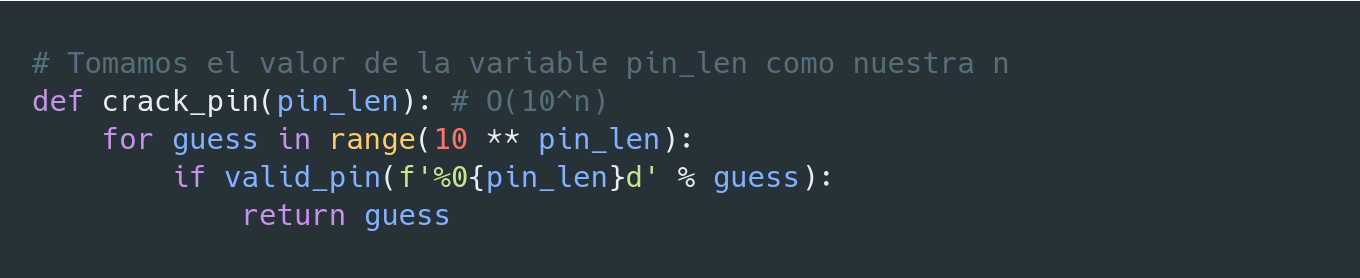 # Tomamos el valor de la variable pin_len como nuestra n
def crack_pin(pin_len): # O(10^n)
    for guess in range(10 ** pin_len):
        if valid_pin(f'%0{pin_len}d' % guess):
            return guess